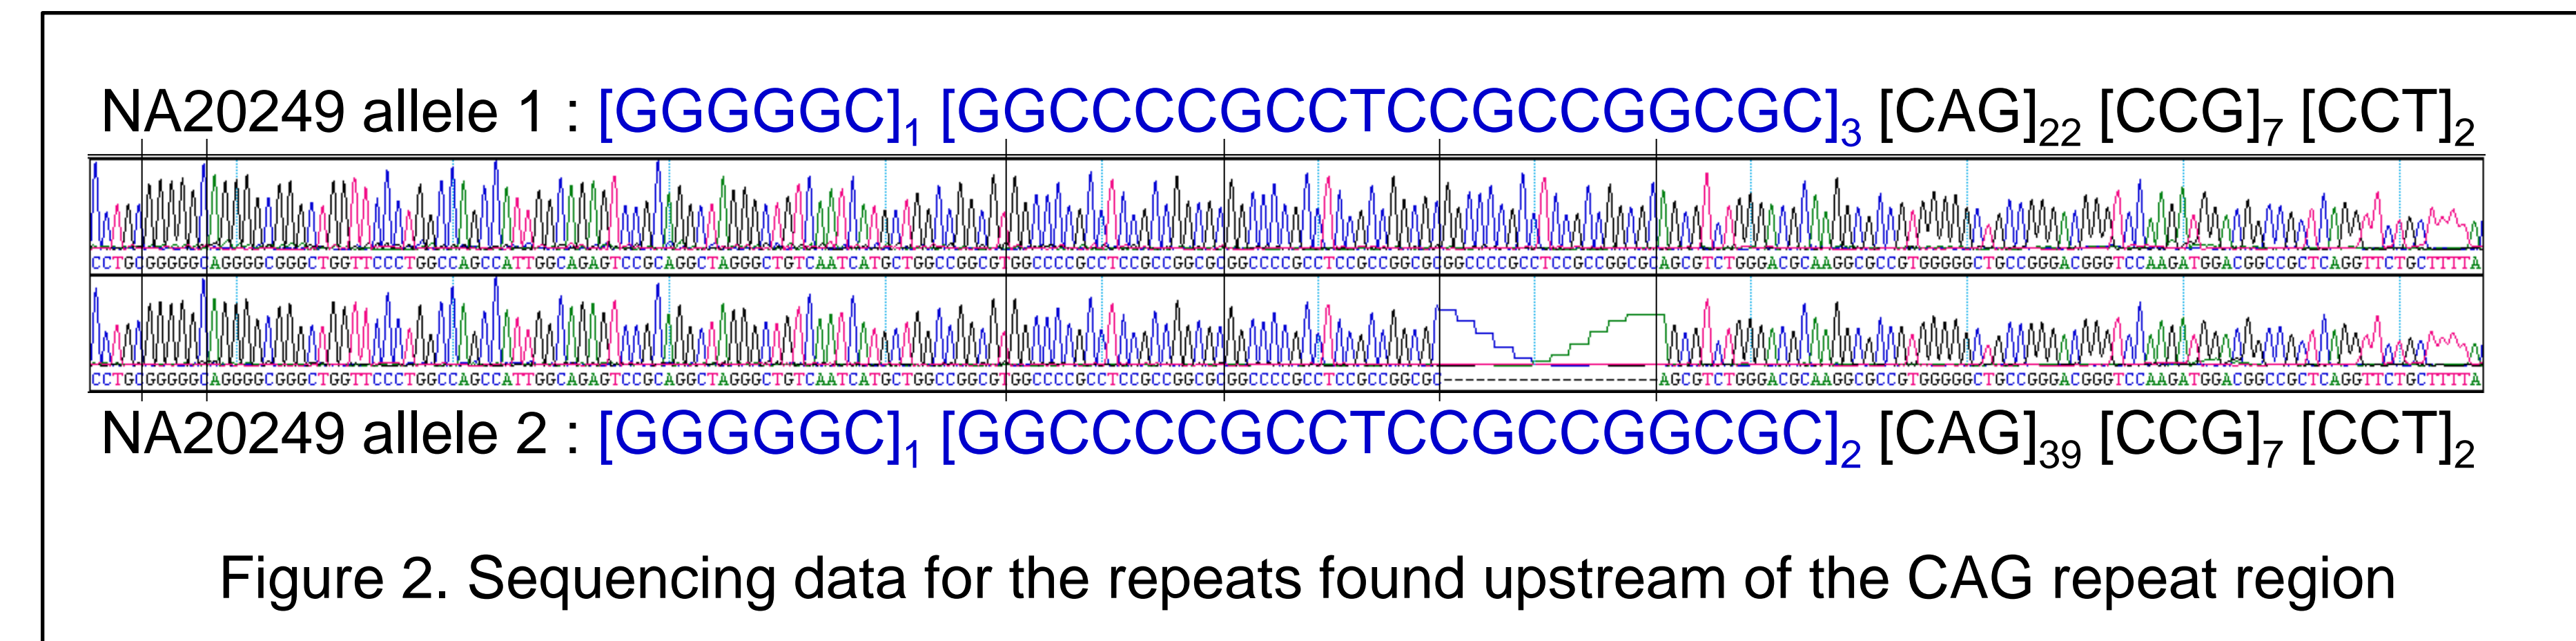 NA20249 allele 1 : [GGGGGC]1 [GGCCCCGCCTCCGCCGGCGC]3 [CAG]22 [CCG]7 [CCT]2
CCTGCGGGGGCAGGGGCGGGCTGGTTCCCTGGCCAGCCATTGGCAGAGTCCGCAGGCTAGGGCTGTCAATCATGCTGGCCGGCGTGGCCCCGCCTCCGCCGGCGCGGCCCCGCCTCCGCCGGCGCGGCCCCGCCTCCGCCGGCGCAGCGTCTGGGACGCAAGGCGCCGTGGGGGCTGCCGGGACGGGTCCAAGATGGACGGCCGCTCAGGTTCTGCTTTTA
CCTGCGGGGGCAGGGGCGGGCTGGTTCCCTGGCCAGCCATTGGCAGAGTCCGCAGGCTAGGGCTGTCAATCATGCTGGCCGGCGTGGCCCCGCCTCCGCCGGCGCGGCCCCGCCTCCGCCGGCGC--------------------AGCGTCTGGGACGCAAGGCGCCGTGGGGGCTGCCGGGACGGGTCCAAGATGGACGGCCGCTCAGGTTCTGCTTTTA
NA20249 allele 2 : [GGGGGC]1 [GGCCCCGCCTCCGCCGGCGC]2 [CAG]39 [CCG]7 [CCT]2
Figure 2. Sequencing data for the repeats found upstream of the CAG repeat region